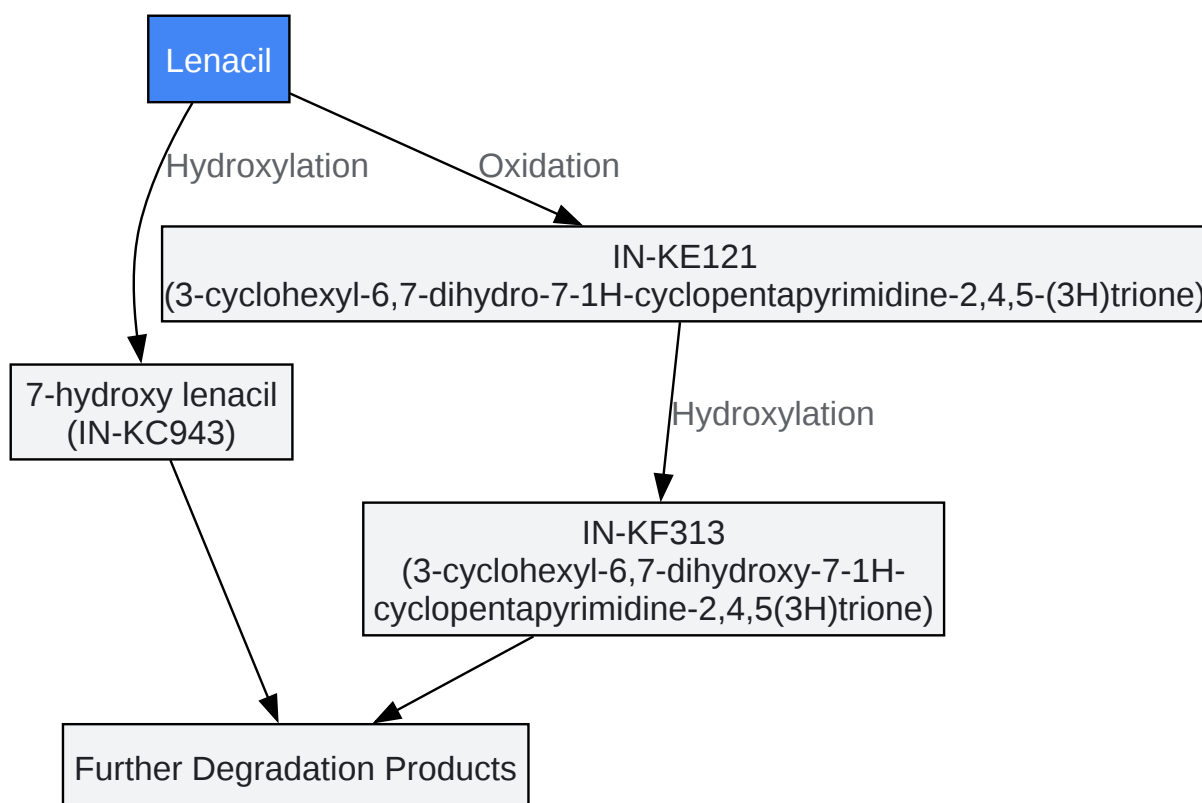 Lenacil
Hydroxylation
Oxidation
IN-KE121
(3-cyclohexyl-6,7-dihydro-7-1H-cyclopentapyrimidine-2,4,5-(3H)trione)
7-hydroxy lenacil
(IN-KC943)
Hydroxylation
IN-KF313
(3-cyclohexyl-6,7-dihydroxy-7-1H-
cyclopentapyrimidine-2,4,5(3H)trione)
Further Degradation Products